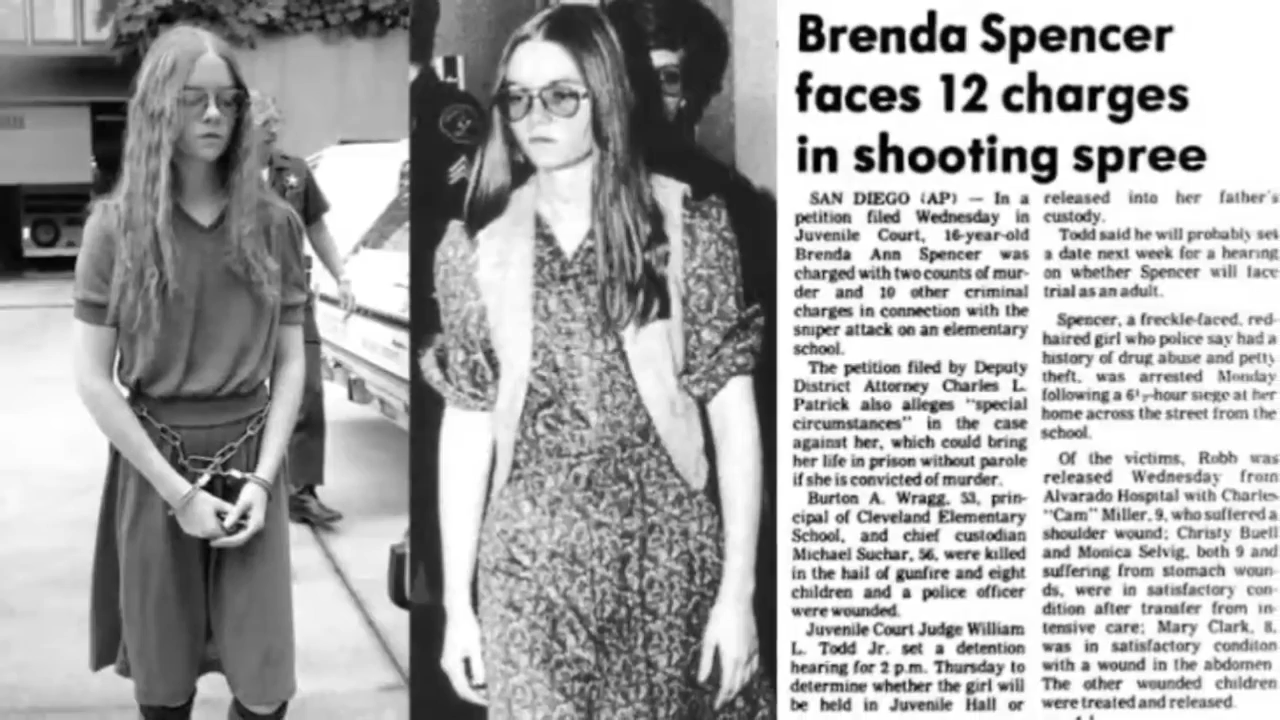 Brenda Spencer
faces 12 charges
in shooting spree
SAN DIEGO (AP) — In a
petition filed Wednesday in
Juvenile Court, 16-year-old
Brenda Ann Spencer was
charged with two counts of mur-
der and 10 other criminal
charges in connection with the
sniper attack on an elementary
school.
The petition filed by Deputy
District Attorney Charles L.
Patrick also alleges "special
circumstances" in the case
against her, which could bring
her life in prison without parole
if she is convicted of murder.
Burton A. Wragg, 53, prin-
cipal of Cleveland Elementary
School, and chief custodian
Michael Suchar, 56, were killed
in the hail of gunfire and eight
children and a police officer
were wounded.
Juvenile Court Judge William
L. Todd Jr. set a detention
hearing for 2 p.m. Thursday to
determine whether the girl will
be held in Juvenile Hall or
released into her father's
custody.
Todd said he will probably set
a date next week for a hearing
on whether Spencer will face
trial as an adult.
Spencer, a freckle-faced, red-
haired girl who police say had a
history of drug abuse and petty
theft, was arrested Monday
following a 6½-hour siege at her
home across the street from the
school.
Of the victims, Robb was
released Wednesday from
Alvarado Hospital with Charles
"Cam" Miller, 9, who suffered a
shoulder wound; Christy Buell
and Monica Selvig, both 9 and
suffering from stomach woun-
ds, were in satisfactory con-
dition after transfer from in-
tensive care; Mary Clark, 8,
was in satisfactory conditon
with a wound in the abdomen
The other wounded children
were treated and released.